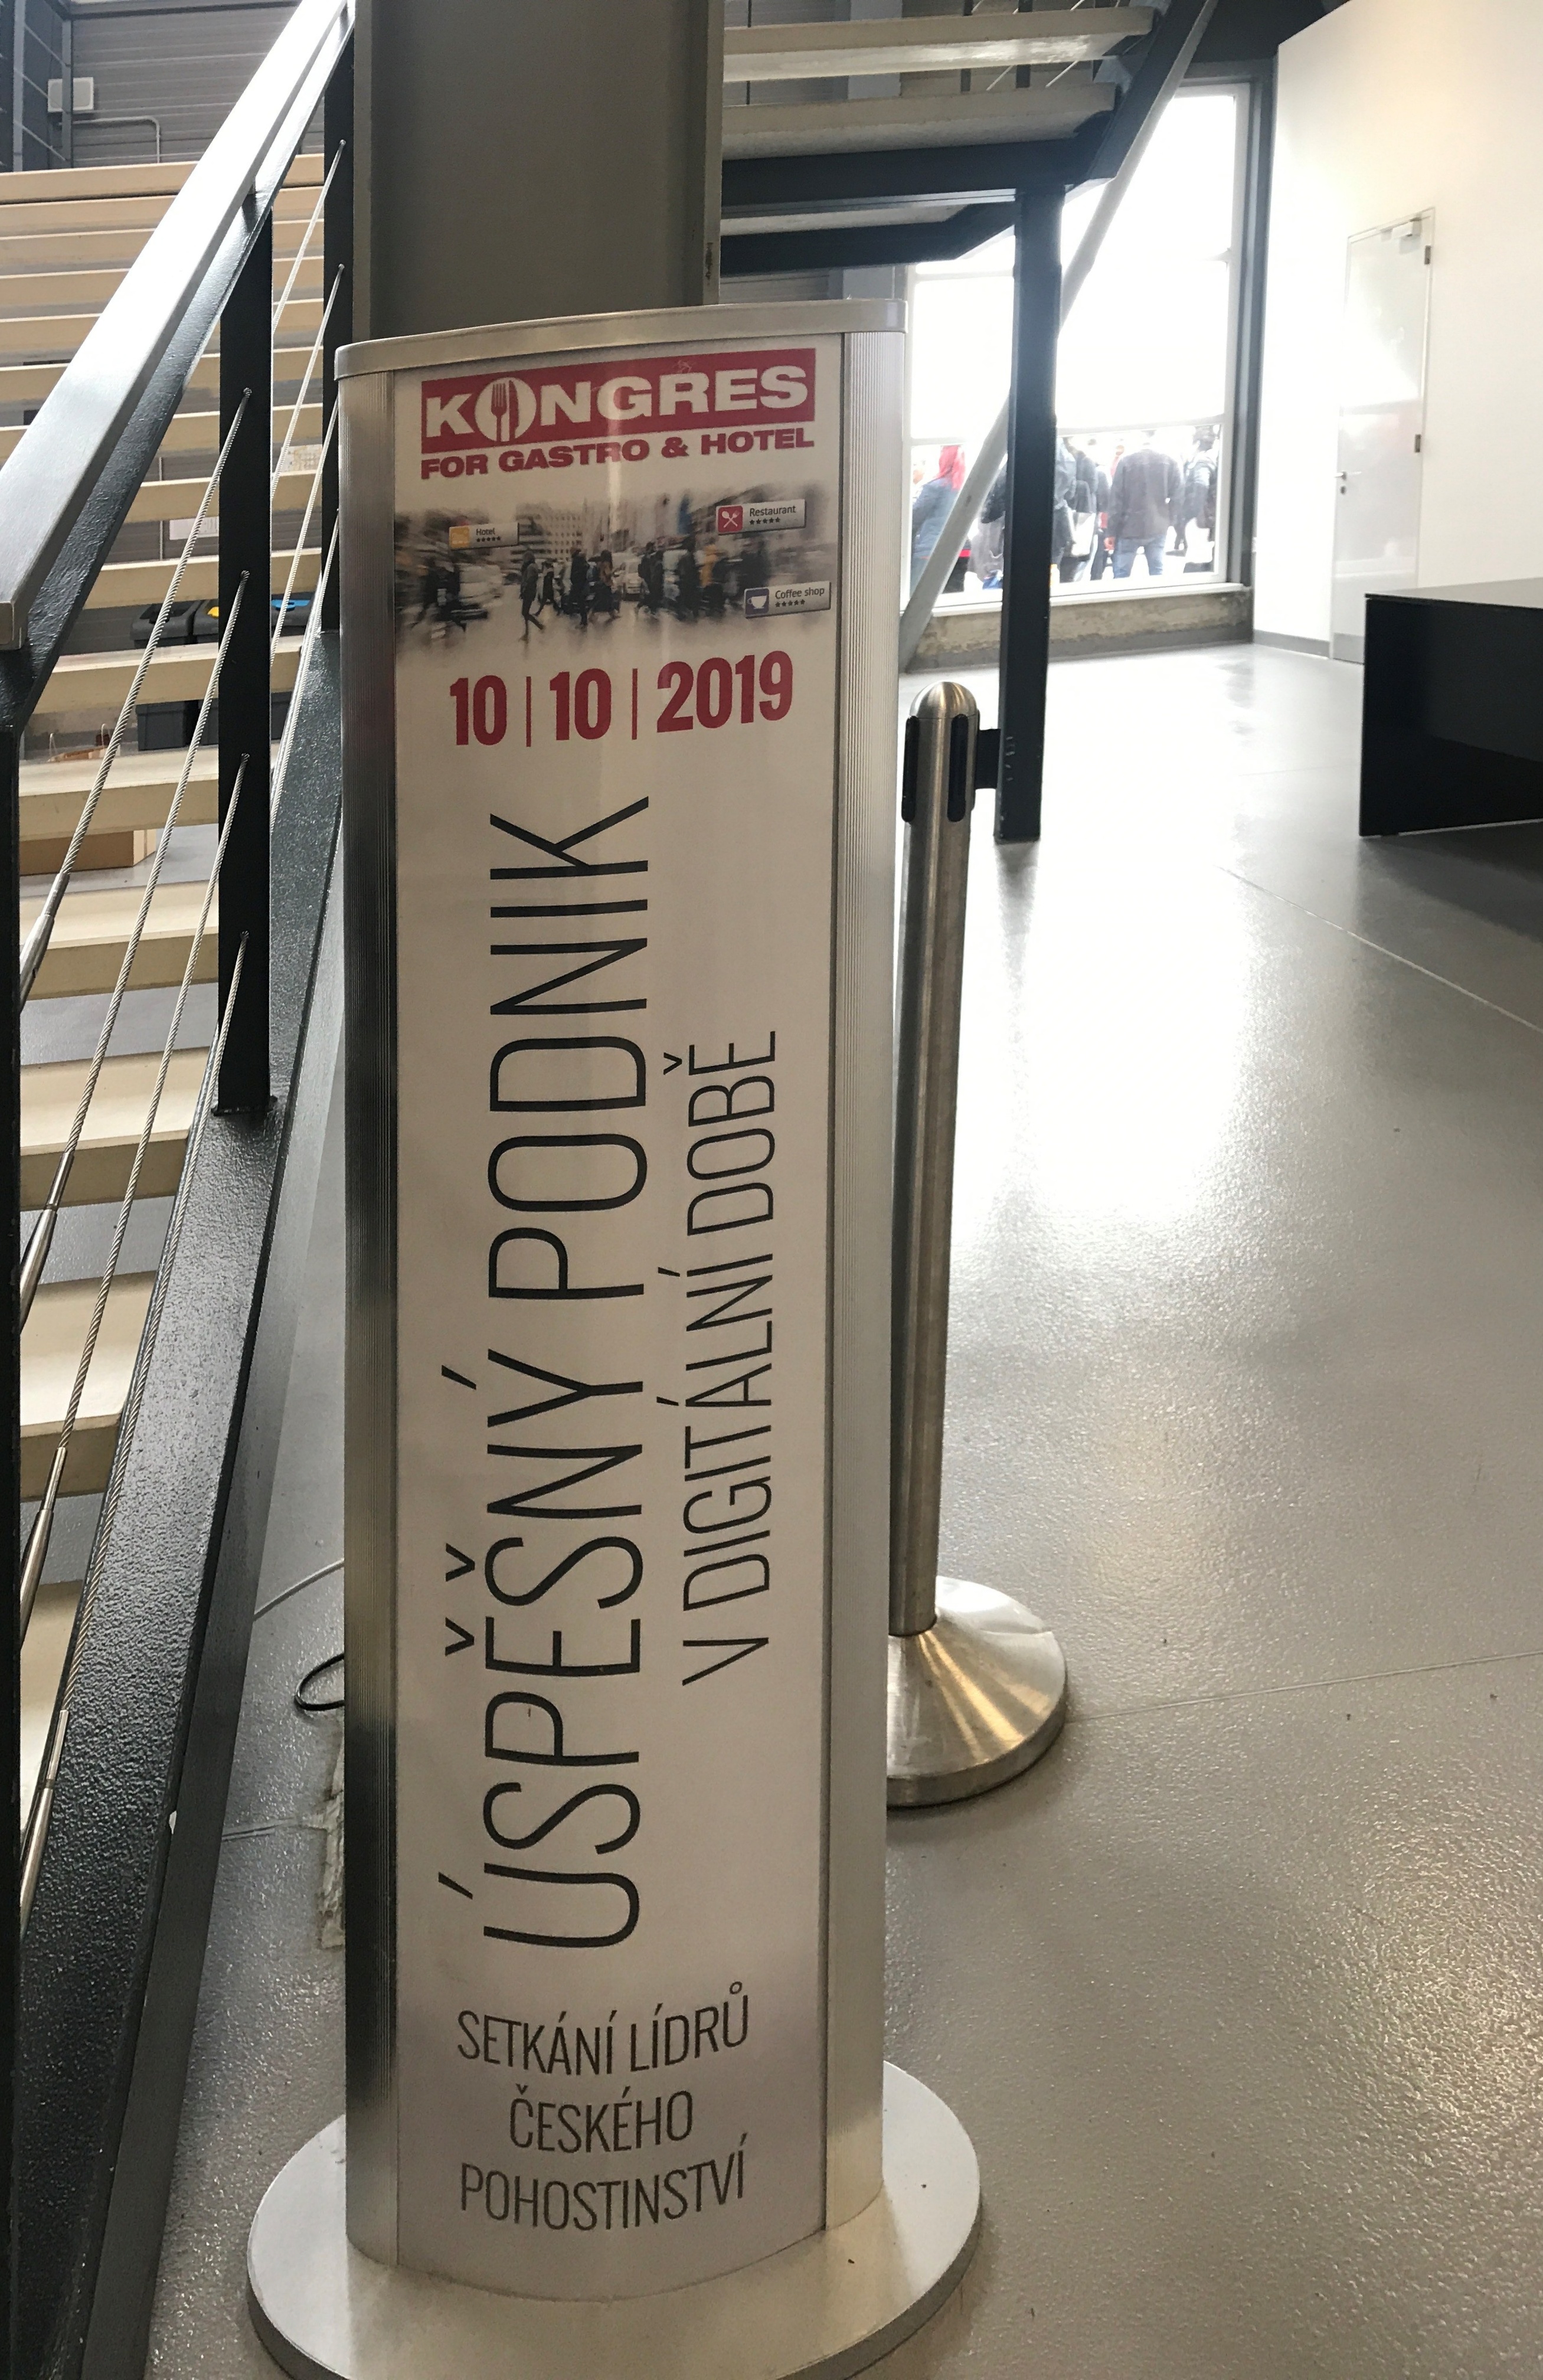 KONGRES
FOR GASTRO & HOTEL
Hotel
Restaurant
Coffee shop
10 | 10 | 2019
ÚSPĚŠNÝ PODNIK
V DIGITÁLNÍ DOBĚ
SETKÁNÍ LÍDRŮ
ČESKÉHO
POHOSTINSTVÍ